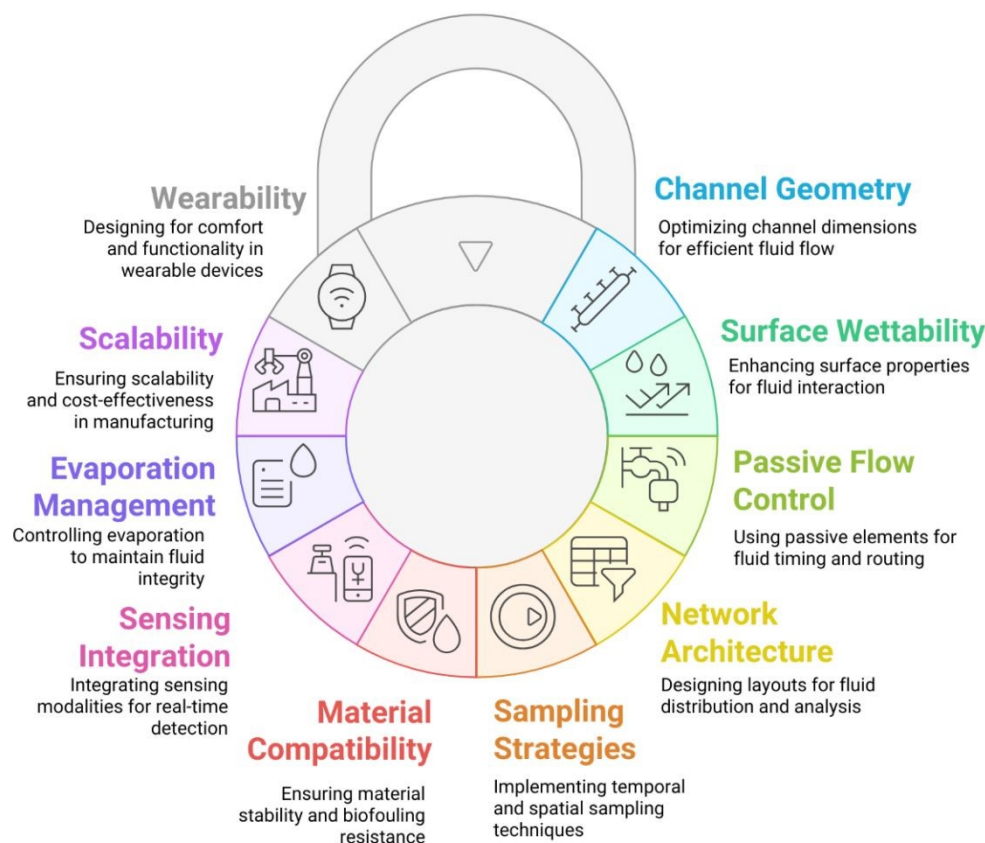 Wearability
Designing for comfort
and functionality in
wearable devices
Channel Geometry
Optimizing channel dimensions
for efficient fluid flow
Scalability
Ensuring scalability
and cost-effectiveness
in manufacturing
Surface Wettability
Enhancing surface properties
for fluid interaction
Evaporation
Management
Controlling evaporation
to maintain fluid
integrity
Passive Flow
Control
Using passive elements for
fluid timing and routing
Sensing
Integration
Integrating sensing
modalities for real-time
detection
Network
Architecture
Designing layouts for fluid
distribution and analysis
Material
Compatibility
Ensuring material
stability and biofouling
resistance
Sampling
Strategies
Implementing temporal
and spatial sampling
techniques